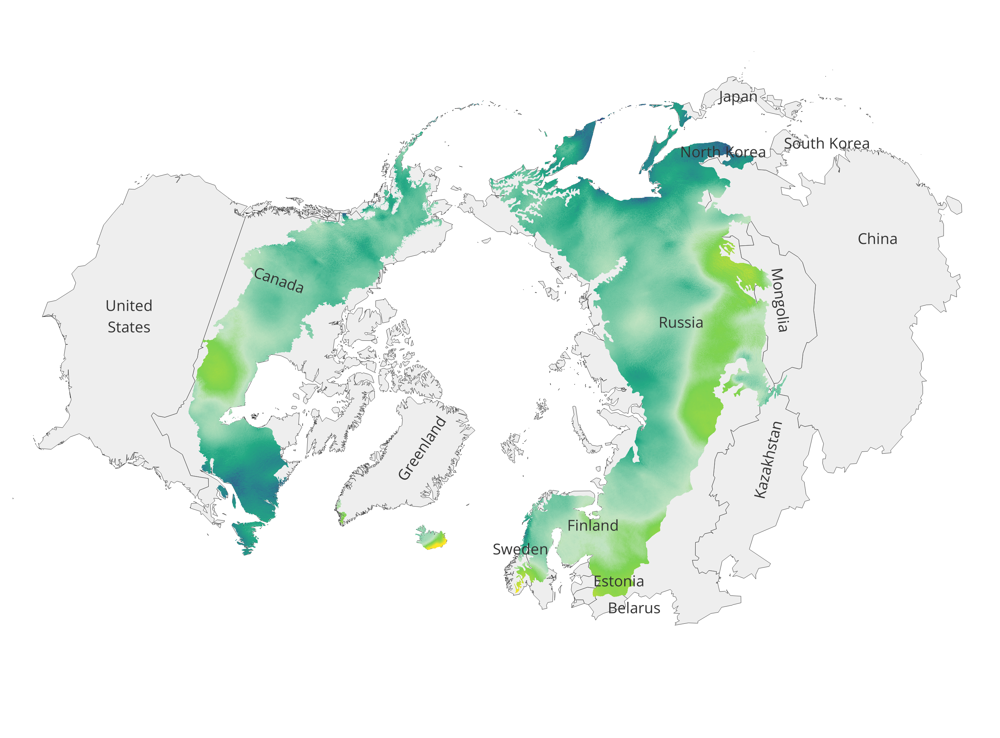 Japan
South Korea
North Korea
China
Canada
Mongolia
United
States
Russia
Greenland
Kazakhstan
Finland
Sweden
Estonia
Belarus